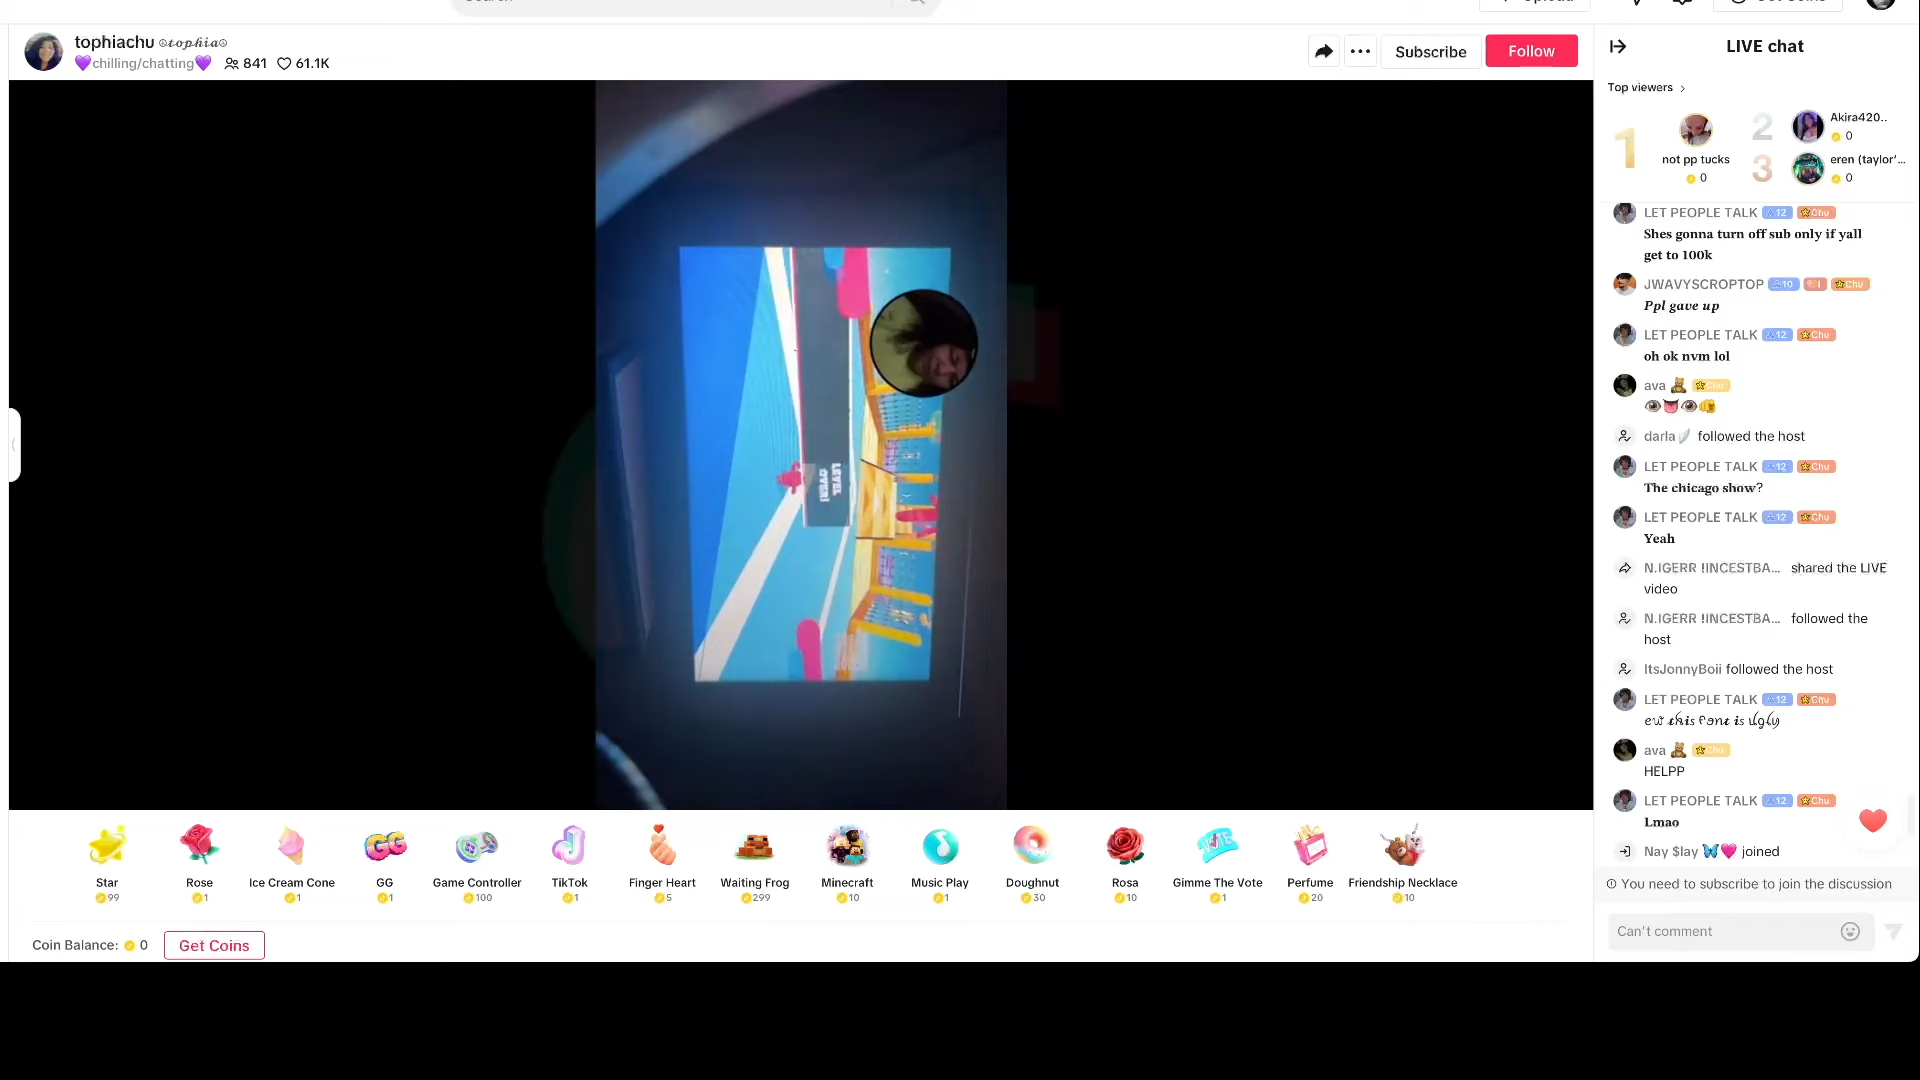 tophiachu ☮𝓽𝓸𝓹𝓱𝓲𝓪☮
💜chilling/chatting💜 841 61.1K
Subscribe
Follow
LEVEL
OVER!
Star
99
Rose
1
Ice Cream Cone
1
GG
1
Game Controller
100
TikTok
1
Finger Heart
5
Waiting Frog
299
Minecraft
10
Music Play
1
Doughnut
30
Rosa
10
Gimme The Vote
1
Perfume
20
Friendship Necklace
10
Coin Balance: 0
Get Coins
LIVE chat
Top viewers
1
not pp tucks
0
2
Akira420..
0
3
eren (taylor'...
0
LET PEOPLE TALK 12 Chu
Shes gonna turn off sub only if yall
get to 100k
JWAVYSCROPTOP 10 I Chu
Ppl gave up
LET PEOPLE TALK 12 Chu
oh ok nvm lol
ava 🧸 Chu
👁️👅👁️🤛
darla🪽 followed the host
LET PEOPLE TALK 12 Chu
The chicago show?
LET PEOPLE TALK 12 Chu
Yeah
N.IGERR !INCESTBA... shared the LIVE
video
N.IGERR !INCESTBA... followed the
host
ItsJonnyBoii followed the host
LET PEOPLE TALK 12 Chu
ew this font is ugly
ava 🧸 Chu
HELPP
LET PEOPLE TALK 12 Chu
Lmao
Nay $lay 🦋💗 joined
You need to subscribe to join the discussion
Can't comment